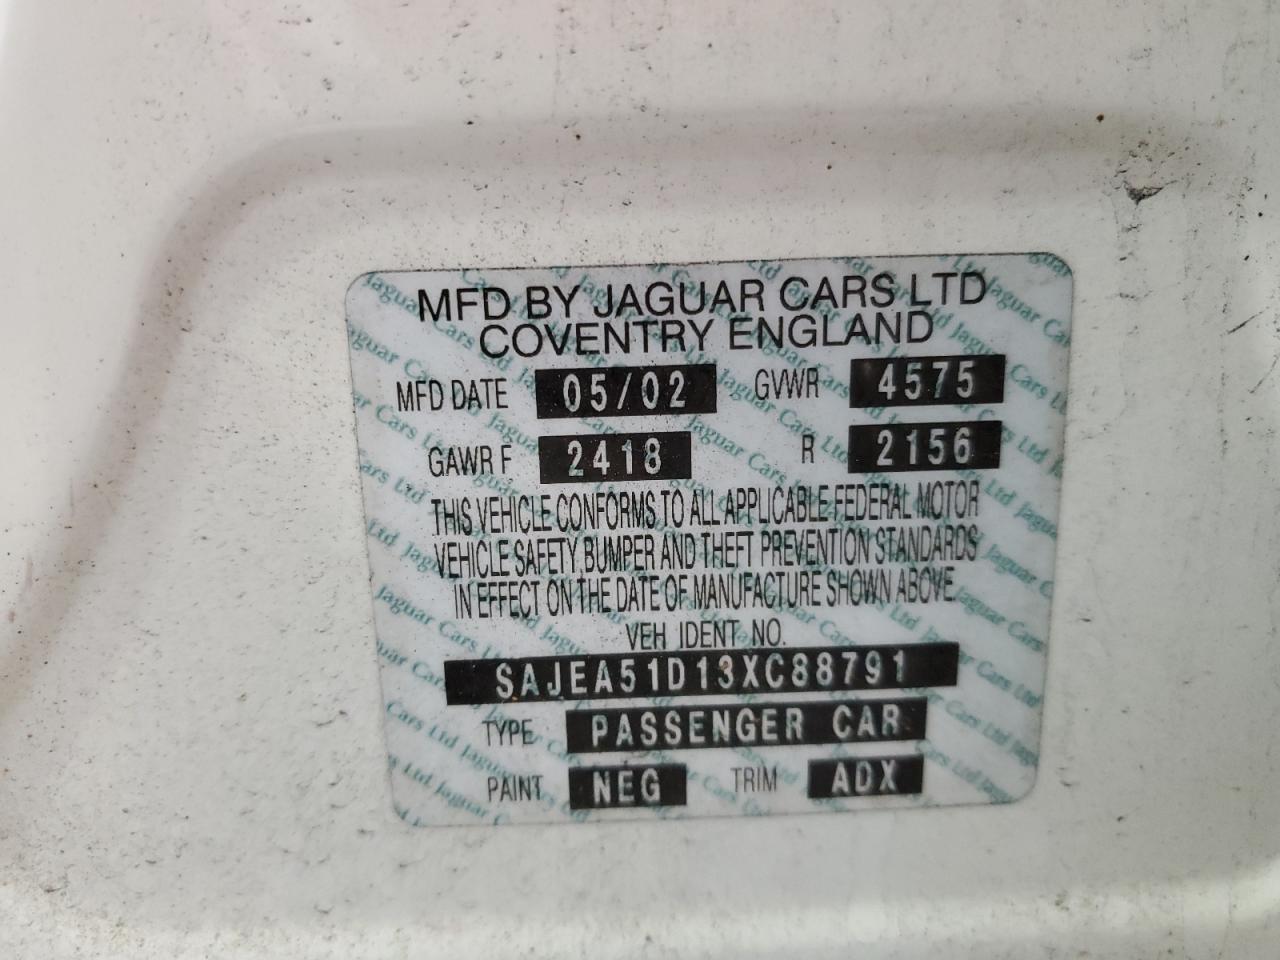 MFD BY JAGUAR CARS LTD
COVENTRY ENGLAND
MFD DATE 05/02 GVWR 4575
GAWR F 2418 R 2156
THIS VEHICLE CONFORMS TO ALL APPLICABLE FEDERAL MOTOR
VEHICLE SAFETY, BUMPER AND THEFT PREVENTION STANDARDS
IN EFFECT ON THE DATE OF MANUFACTURE SHOWN ABOVE.
VEH IDENT NO.
SAJEA51D13XC88791
TYPE PASSENGER CAR
PAINT NEG TRIM ADX